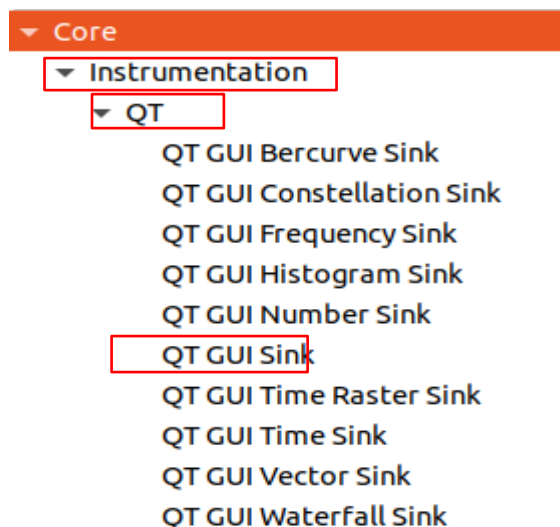 Core
Instrumentation
QT
QT GUI Bercurve Sink
QT GUI Constellation Sink
QT GUI Frequency Sink
QT GUI Histogram Sink
QT GUI Number Sink
QT GUI Sink
QT GUI Time Raster Sink
QT GUI Time Sink
QT GUI Vector Sink
QT GUI Waterfall Sink